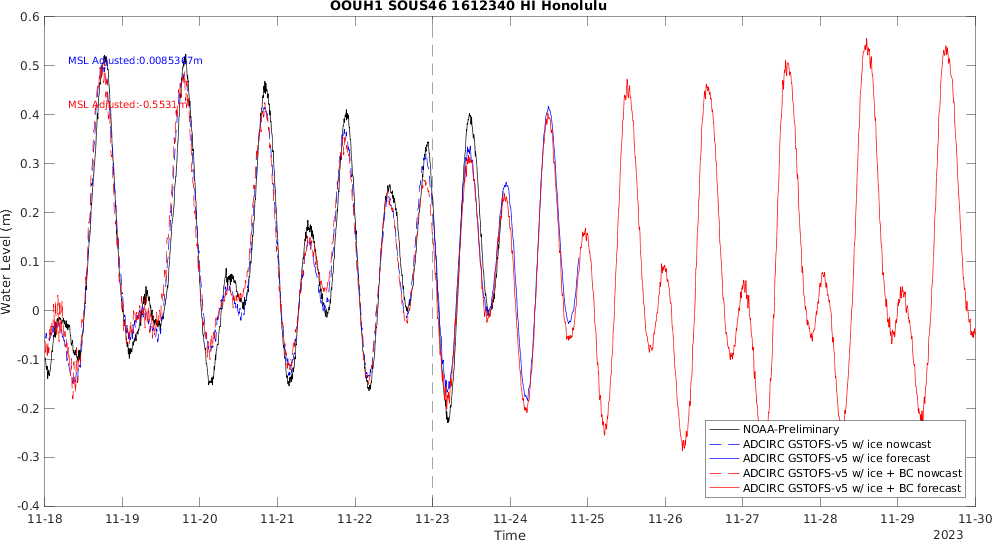 OOUH1 SOUS46 1612340 HI Honolulu
0.6
0.5
0.4
0.3
0.2
0.1
0
-0.1
-0.2
-0.3
-0.4
Water Level (m)
MSL Adjusted:-0.5531 m
NOAA-Preliminary
ADCIRC GSTOFS-v5 w/ ice nowcast
ADCIRC GSTOFS-v5 w/ ice forecast
ADCIRC GSTOFS-v5 w/ ice + BC nowcast
ADCIRC GSTOFS-v5 w/ ice + BC forecast
11-18 11-19 11-20 11-21 11-22 11-23 11-24 11-25 11-26 11-27 11-28 11-29 11-30
Time
2023